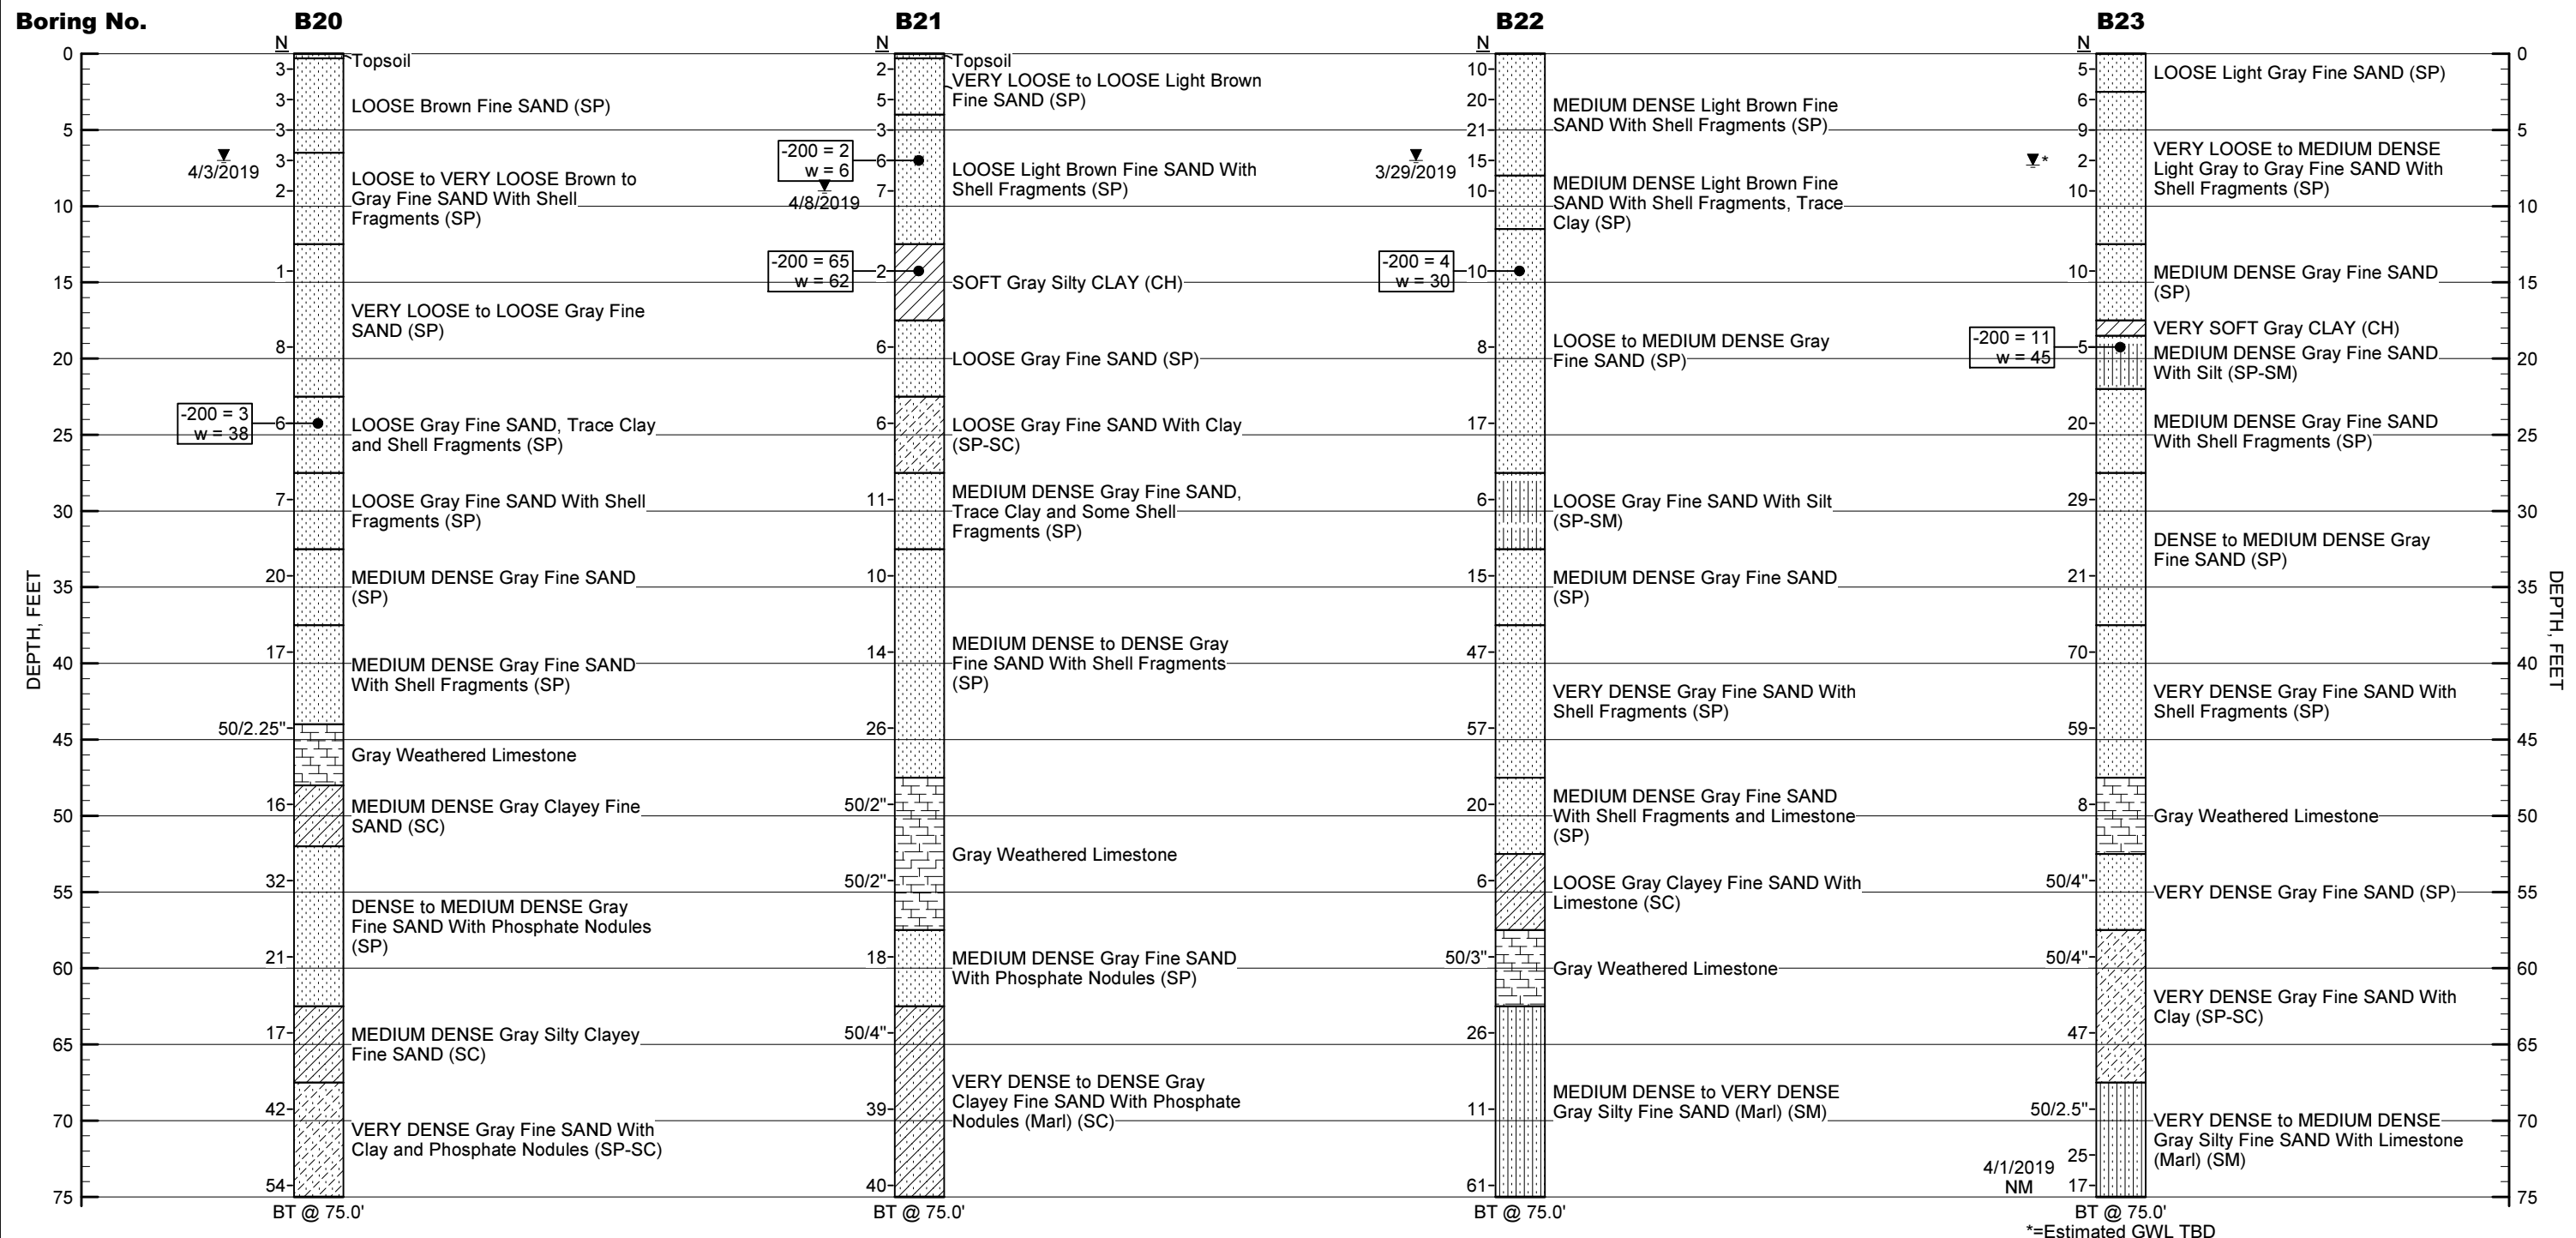 Boring No.
B20
B21
B22
B23
N
N
N
N
DEPTH, FEET
0
5
10
15
20
25
30
35
40
45
50
55
60
65
70
75
3
3
3
3
2
1
8
6
7
20
17
50/2.25"
16
32
21
17
42
54
4/3/2019
-200 = 3
w = 38
Topsoil
LOOSE Brown Fine SAND (SP)
LOOSE to VERY LOOSE Brown to
Gray Fine SAND With Shell
Fragments (SP)
VERY LOOSE to LOOSE Gray Fine
SAND (SP)
LOOSE Gray Fine SAND, Trace Clay
and Shell Fragments (SP)
LOOSE Gray Fine SAND With Shell
Fragments (SP)
MEDIUM DENSE Gray Fine SAND
(SP)
MEDIUM DENSE Gray Fine SAND
With Shell Fragments (SP)
Gray Weathered Limestone
MEDIUM DENSE Gray Clayey Fine
SAND (SC)
DENSE to MEDIUM DENSE Gray
Fine SAND With Phosphate Nodules
(SP)
MEDIUM DENSE Gray Silty Clayey
Fine SAND (SC)
VERY DENSE Gray Fine SAND With
Clay and Phosphate Nodules (SP-SC)
BT @ 75.0'
2
5
3
6
7
2
6
6
11
10
14
26
50/2"
50/2"
18
50/4"
39
40
-200 = 2
w = 6
4/8/2019
-200 = 65
w = 62
Topsoil
VERY LOOSE to LOOSE Light Brown
Fine SAND (SP)
LOOSE Light Brown Fine SAND With
Shell Fragments (SP)
SOFT Gray Silty CLAY (CH)
LOOSE Gray Fine SAND (SP)
LOOSE Gray Fine SAND With Clay
(SP-SC)
MEDIUM DENSE Gray Fine SAND,
Trace Clay and Some Shell
Fragments (SP)
MEDIUM DENSE to DENSE Gray
Fine SAND With Shell Fragments
(SP)
Gray Weathered Limestone
MEDIUM DENSE Gray Fine SAND
With Phosphate Nodules (SP)
VERY DENSE to DENSE Gray
Clayey Fine SAND With Phosphate
Nodules (Marl) (SC)
BT @ 75.0'
10
20
21
15
10
10
8
17
6
15
47
57
20
6
50/3"
26
11
61
3/29/2019
-200 = 4
w = 30
MEDIUM DENSE Light Brown Fine
SAND With Shell Fragments (SP)
MEDIUM DENSE Light Brown Fine
SAND With Shell Fragments, Trace
Clay (SP)
LOOSE to MEDIUM DENSE Gray
Fine SAND (SP)
LOOSE Gray Fine SAND With Silt
(SP-SM)
MEDIUM DENSE Gray Fine SAND
(SP)
VERY DENSE Gray Fine SAND With
Shell Fragments (SP)
MEDIUM DENSE Gray Fine SAND
With Shell Fragments and Limestone
(SP)
LOOSE Gray Clayey Fine SAND With
Limestone (SC)
Gray Weathered Limestone
MEDIUM DENSE to VERY DENSE
Gray Silty Fine SAND (Marl) (SM)
BT @ 75.0'
5
6
9
2
10
10
5
20
29
21
70
59
8
50/4"
50/4"
47
50/2.5"
25
17
*
-200 = 11
w = 45
4/1/2019
NM
LOOSE Light Gray Fine SAND (SP)
VERY LOOSE to MEDIUM DENSE
Light Gray to Gray Fine SAND With
Shell Fragments (SP)
MEDIUM DENSE Gray Fine SAND
(SP)
VERY SOFT Gray CLAY (CH)
MEDIUM DENSE Gray Fine SAND
With Silt (SP-SM)
MEDIUM DENSE Gray Fine SAND
With Shell Fragments (SP)
DENSE to MEDIUM DENSE Gray
Fine SAND (SP)
VERY DENSE Gray Fine SAND With
Shell Fragments (SP)
Gray Weathered Limestone
VERY DENSE Gray Fine SAND (SP)
VERY DENSE Gray Fine SAND With
Clay (SP-SC)
VERY DENSE to MEDIUM DENSE
Gray Silty Fine SAND With Limestone
(Marl) (SM)
BT @ 75.0'
*=Estimated GWL TBD
0
5
10
15
20
25
30
35
40
45
50
55
60
65
70
75
DEPTH, FEET